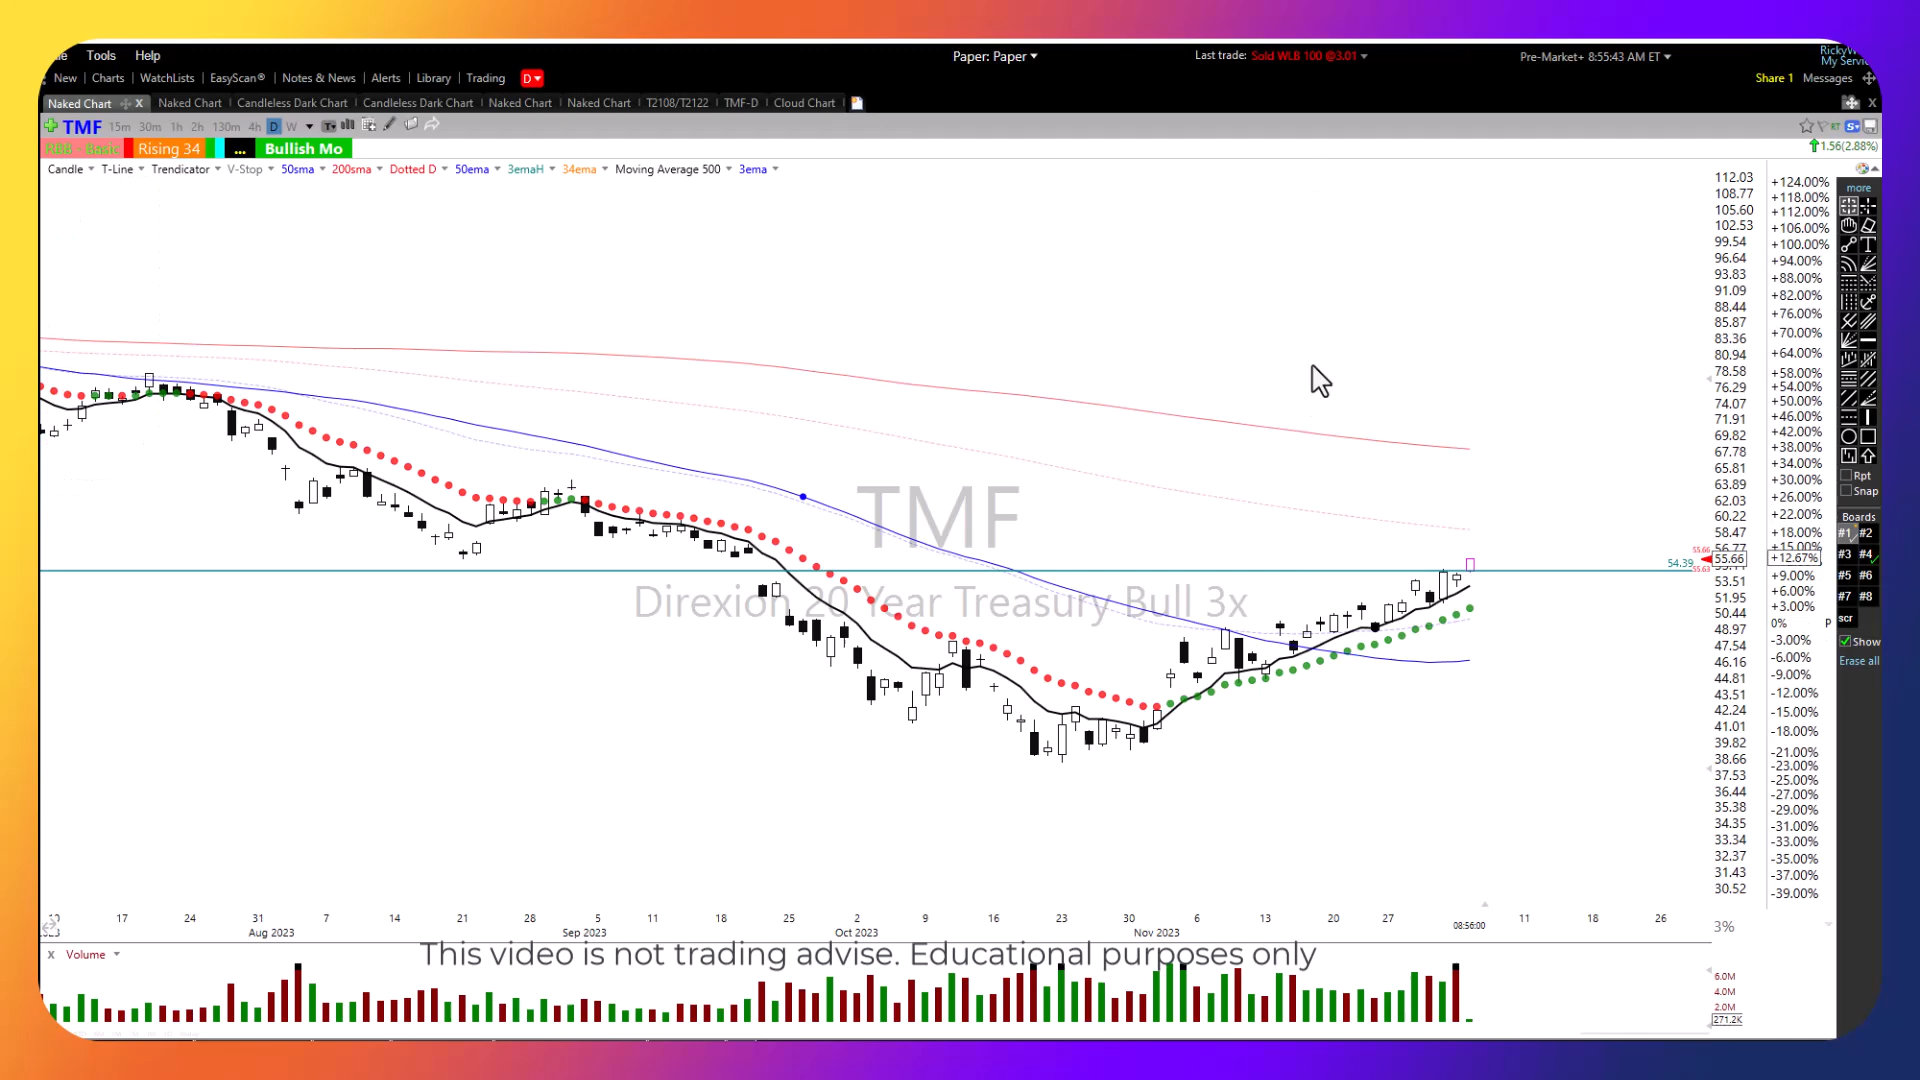 Tools Help Paper: Paper Last trade: Sold WLB 100 @3.01 Pre-Market+ 8:55:43 AM ET
New Charts WatchLists EasyScan® Notes & News Alerts Library Trading D Share 1 Messages
My Servic
Naked Chart X Naked Chart Candleless Dark Chart Candleless Dark Chart Naked Chart Naked Chart T2108/T2122 TMF-D Cloud Chart X
TMF 15m 30m 1h 2h 130m 4h D W RT S
RBB - Basic Rising 34 ... Bullish Mo 1.56(2.88%)
Candle T-Line Trendicator V-Stop 50sma 200sma Dotted D 50ema 3emaH 34ema Moving Average 500 3ema
more
112.03 +124.00%
108.77 +118.00%
105.60 +112.00%
102.53 +106.00%
99.54 +100.00%
96.64 +94.00%
93.83 +88.00%
91.09 +82.00%
88.44 +76.00%
85.87 +70.00%
83.36
80.94 +64.00%
78.58 +58.00%
76.29 +54.00%
74.07 +50.00%
71.91 +46.00%
69.82 +42.00%
67.78 +38.00%
65.81 +34.00%
63.89 +30.00%
62.03 +26.00%
60.22 +22.00%
58.47 +18.00%
56.77 +15.00%
55.66 +12.67%
53.51 +9.00%
51.95 +6.00%
50.44 +3.00%
48.97 0% P
47.54 -3.00%
46.16 -6.00%
44.81 -9.00%
43.51 -12.00%
42.24 -15.00%
41.01 -18.00%
39.82 -21.00%
38.66 -23.00%
37.53 -25.00%
36.44 -27.00%
35.38 -29.00%
34.35 -31.00%
33.34 -33.00%
32.37 -35.00%
31.43 -37.00%
30.52 -39.00%
Rpt
Snap
Boards
#1 #2
#3 #4
#5 #6
#7 #8
scr
Show
Erase all
TMF
Direxion 20 Year Treasury Bull 3x
55.66
54.39
55.63
17 24 31 7 14 21 28 5 11 18 25 2 9 16 23 30 6 13 20 27 11 18 26
Aug 2023 Sep 2023 Oct 2023 Nov 2023 08:56:00 3%
X Volume
This video is not trading advise. Educational purposes only
6.0M
4.0M
2.0M
271.2K